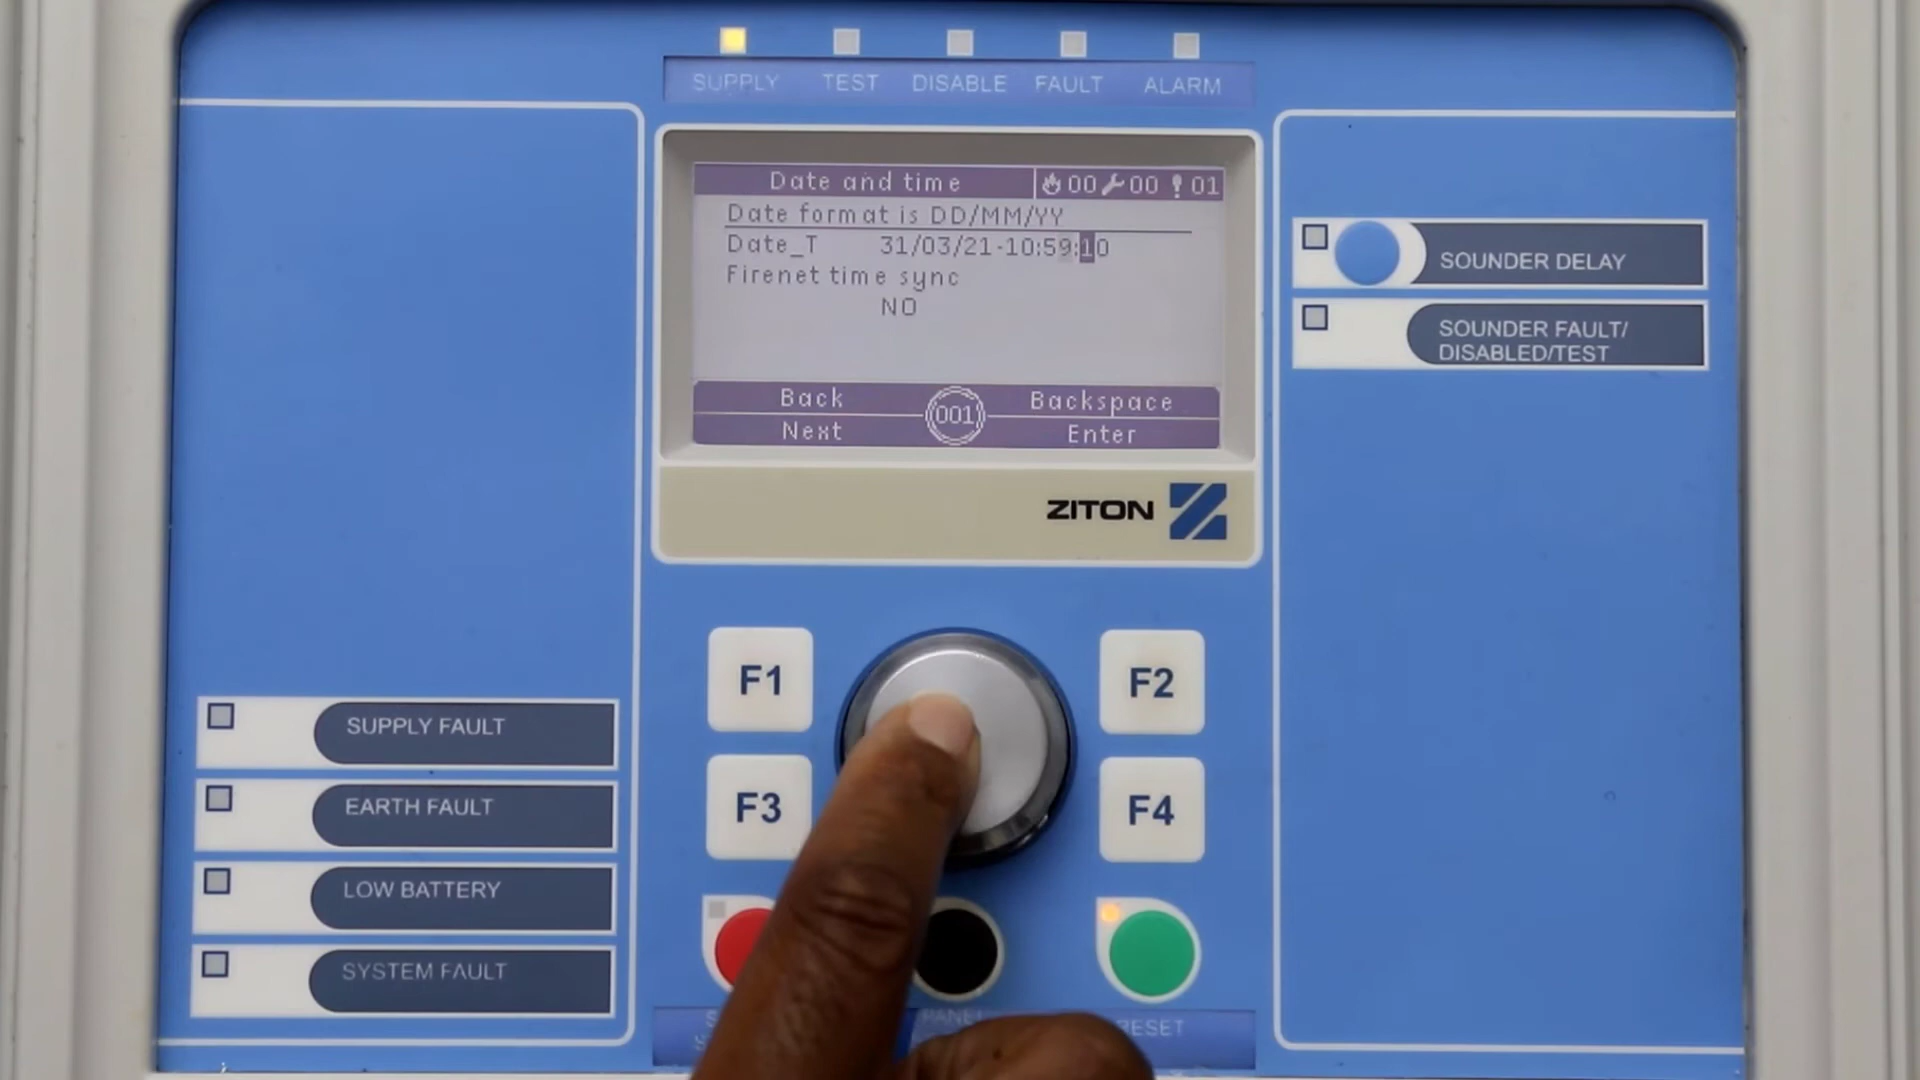 SUPPLY TEST DISABLE FAULT ALARM
Date and time 00 00 01
Date format is DD/MM/YY
Date_T 31/03/21-10:59:10
Firenet time sync
NO
Back Backspace
001
Next Enter
ZITON
SOUNDER DELAY
SOUNDER FAULT/
DISABLED/TEST
F1 F2
F3 F4
SUPPLY FAULT
EARTH FAULT
LOW BATTERY
SYSTEM FAULT
PANEL RESET